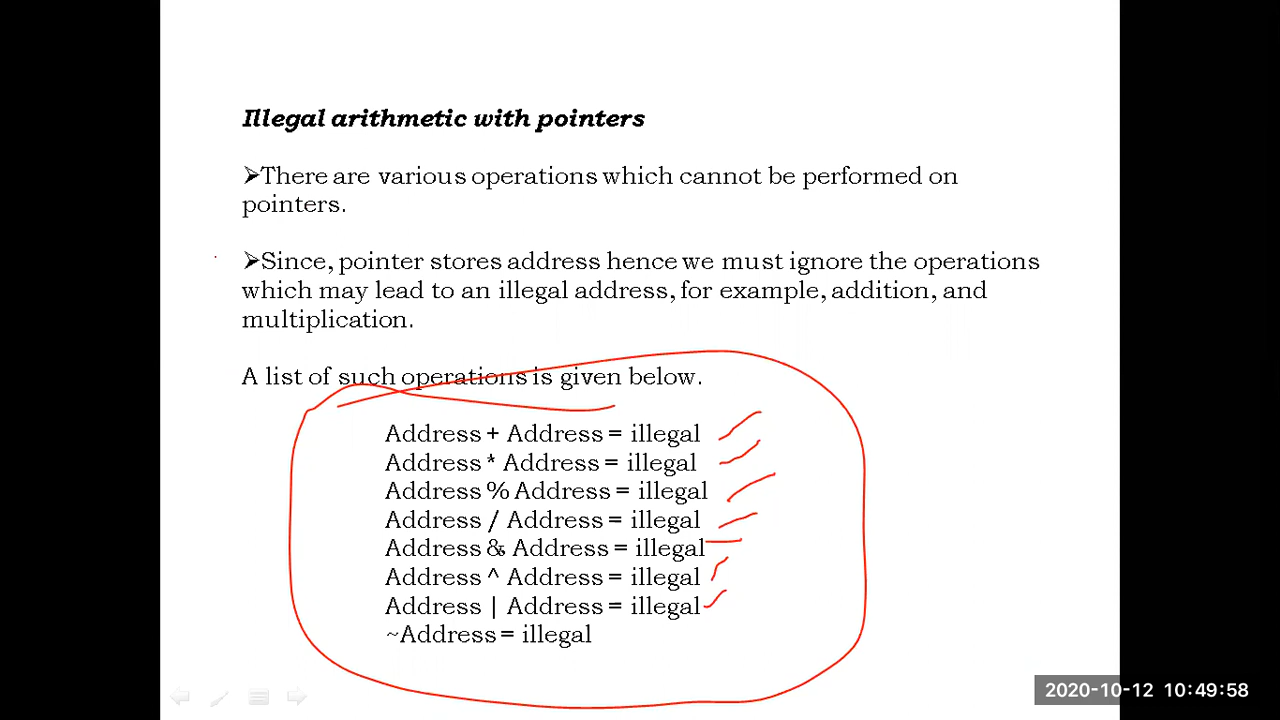 Illegal arithmetic with pointers
➢There are various operations which cannot be performed on
pointers.
➢Since, pointer stores address hence we must ignore the operations
which may lead to an illegal address, for example, addition, and
multiplication.
A list of such operations is given below.
Address + Address = illegal
Address * Address = illegal
Address % Address = illegal
Address / Address = illegal
Address & Address = illegal
Address ^ Address = illegal
Address | Address = illegal
~Address = illegal
2020-10-12 10:49:58